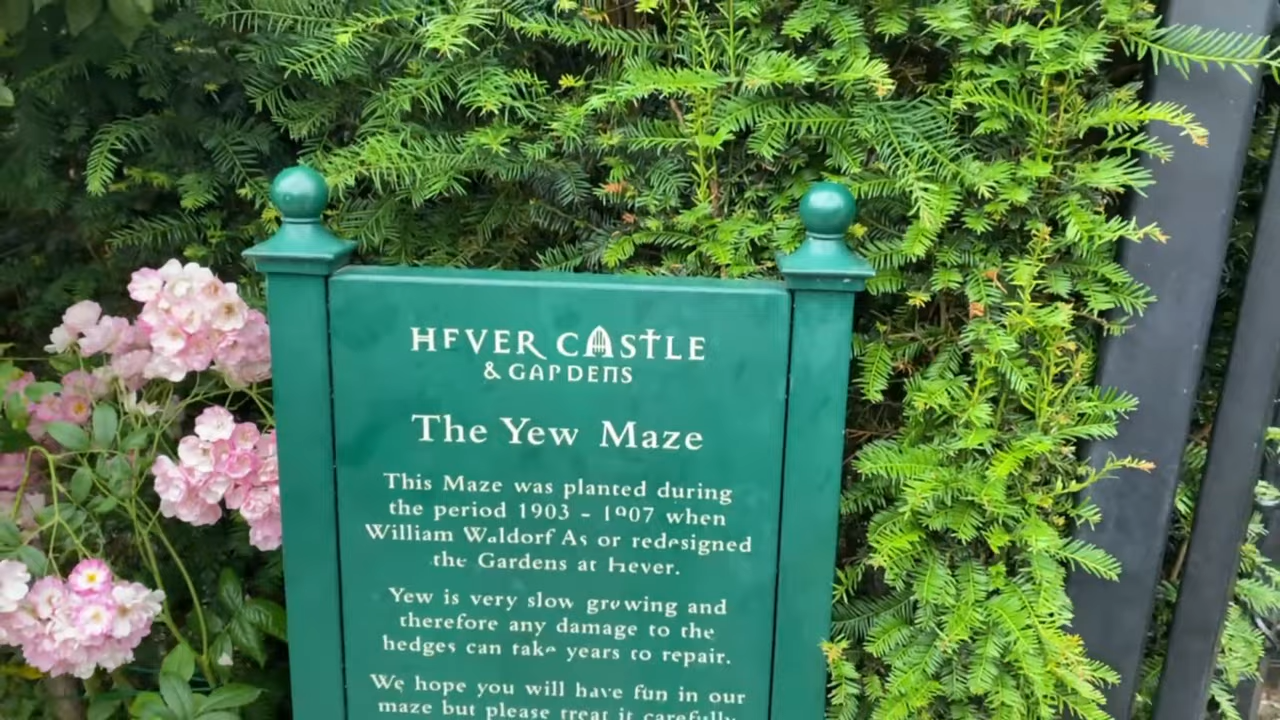 HEVER CASTLE
& GARDENS
The Yew Maze
This Maze was planted during
the period 1903 - 1907 when
William Waldorf As or redesigned
the Gardens at Hever.
Yew is very slow growing and
therefore any damage to the
hedges can take years to repair.
We hope you will have fun in our
maze but please treat it carefully